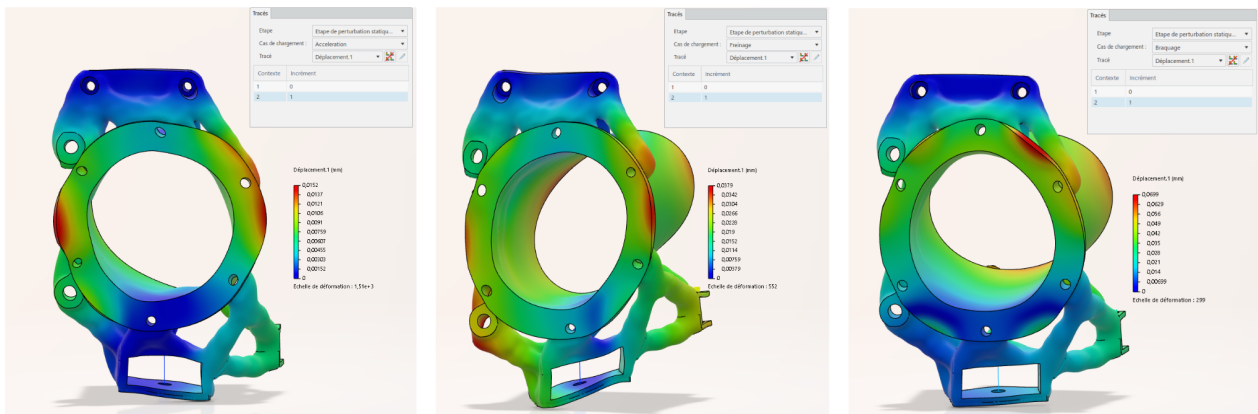 Tracés
Etape Etape de perturbation statiqu...
Cas de chargement : Acceleration
Tracé Déplacement.1
Contexte Incrément
1 0
2 1
Déplacement.1 (mm)
0,0152
0,0137
0,0121
0,0106
0,0091
0,00759
0,00607
0,00455
0,00303
0,00152
0
Echelle de déformation : 1,51e+3
Tracés
Etape Etape de perturbation statiqu...
Cas de chargement : Freinage
Tracé Déplacement.1
Contexte Incrément
1 0
2 1
Déplacement.1 (mm)
0,0379
0,0342
0,0304
0,0266
0,0228
0,019
0,0152
0,0114
0,00759
0,00379
0
Echelle de déformation : 552
Tracés
Etape Etape de perturbation statiqu...
Cas de chargement : Braquage
Tracé Déplacement.1
Contexte Incrément
1 0
2 1
Déplacement.1 (mm)
0,0699
0,0629
0,056
0,049
0,042
0,035
0,028
0,021
0,014
0,00699
0
Echelle de déformation : 299